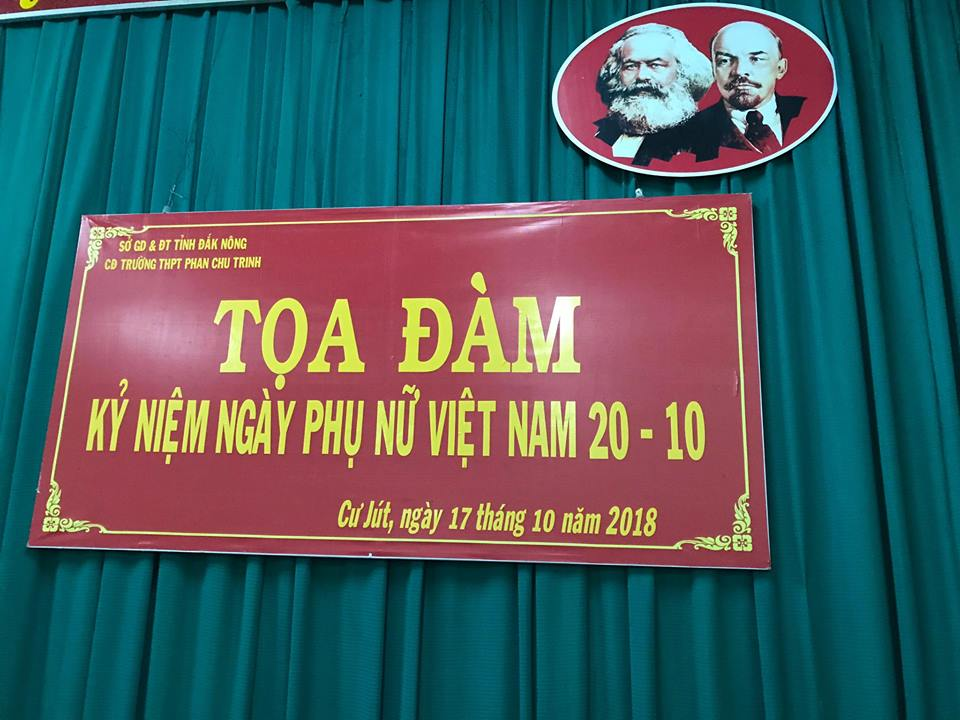 SỞ GD & ĐT TỈNH ĐẮK NÔNG
CĐ TRƯỜNG THPT PHAN CHU TRINH
TỌA ĐÀM
KỶ NIỆM NGÀY PHỤ NỮ VIỆT NAM 20 - 10
Cư Jút, ngày 17 tháng 10 năm 2018